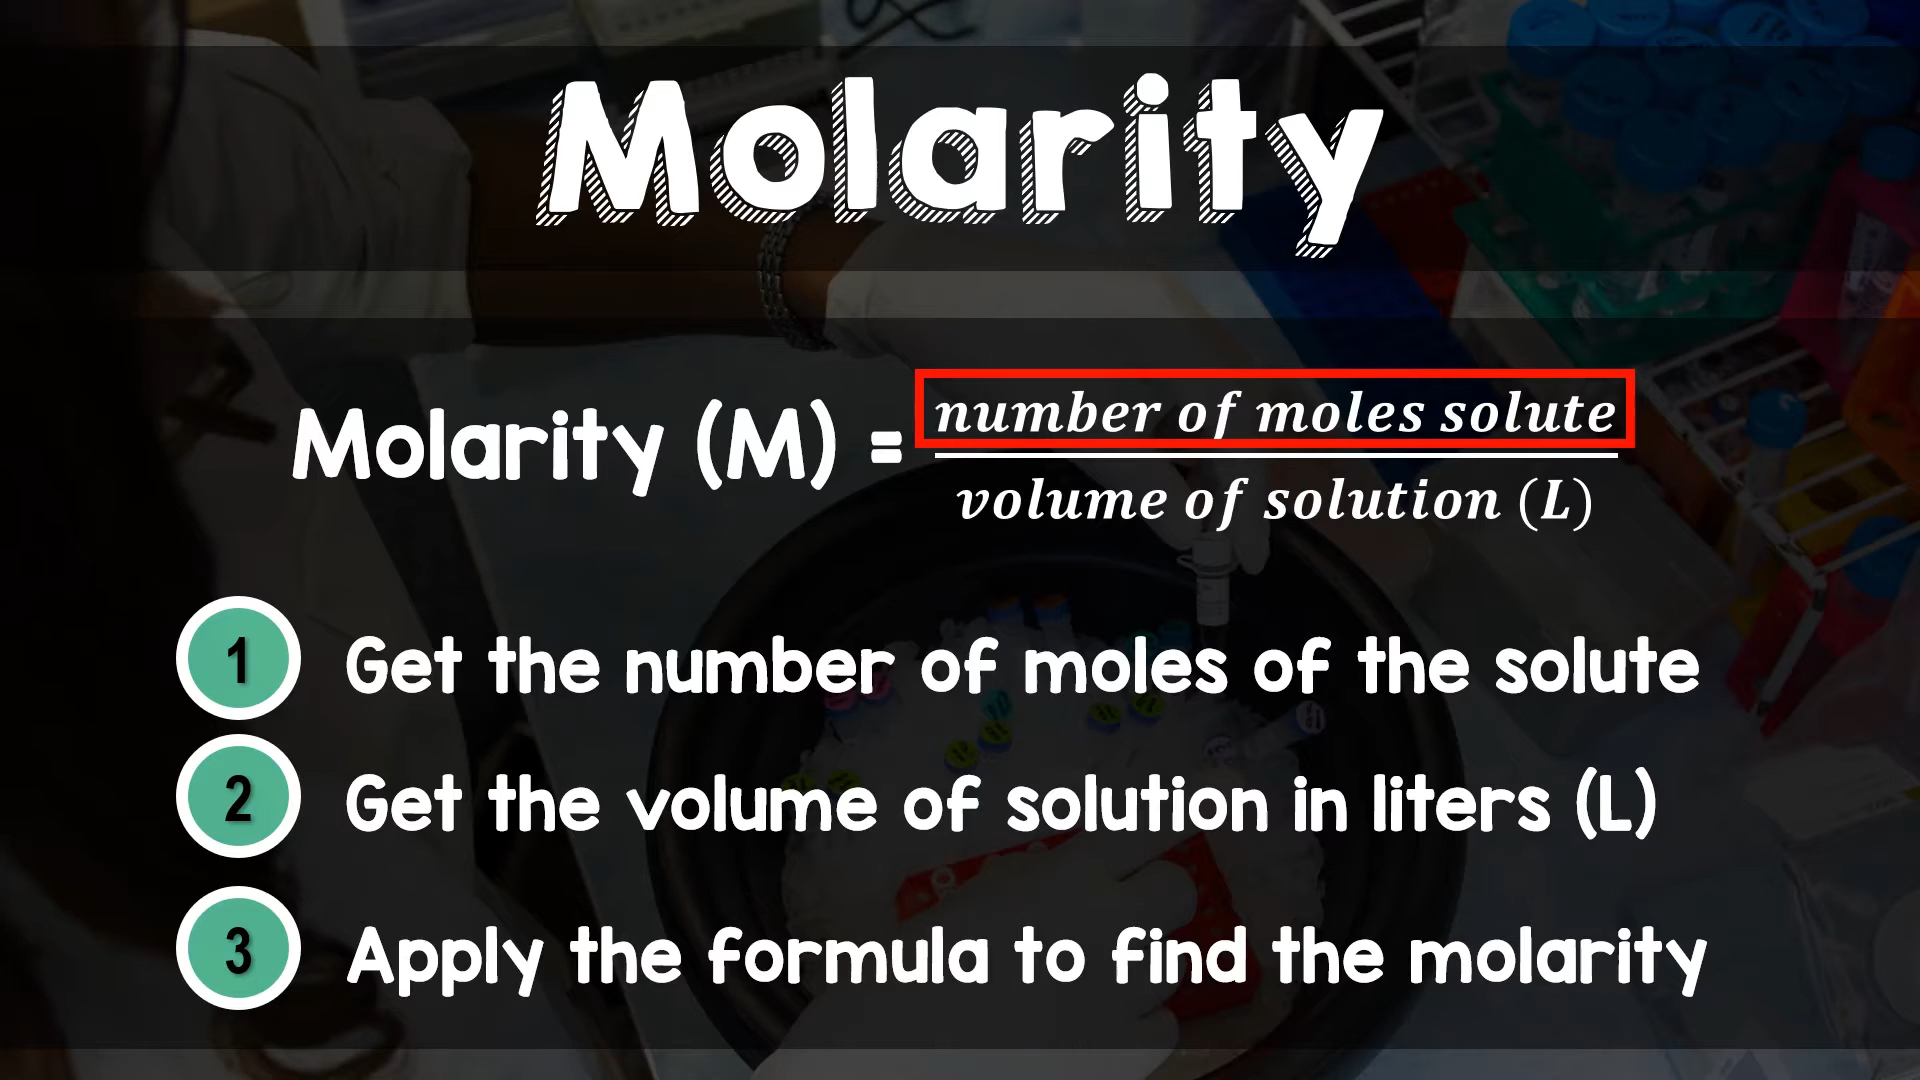 Molarity
Molarity (M) = number of moles solute
volume of solution (L)
1 Get the number of moles of the solute
2 Get the volume of solution in liters (L)
3 Apply the formula to find the molarity